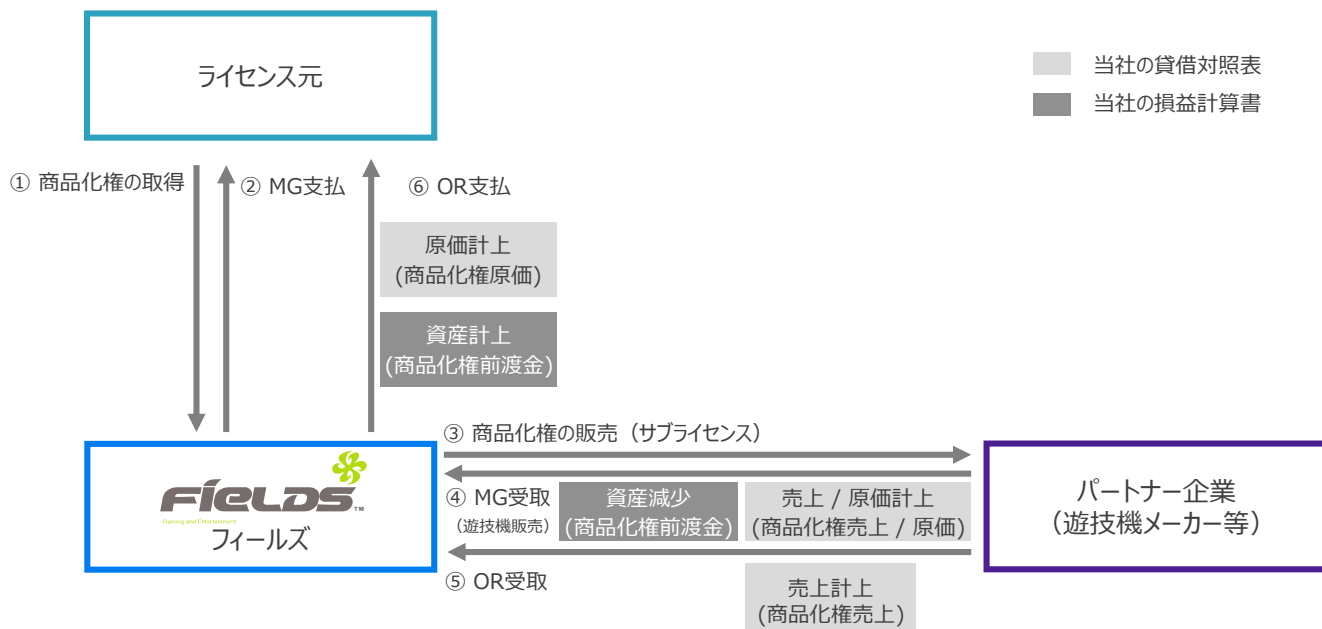 ライセンス元
当社の貸借対照表
当社の損益計算書
① 商品化権の取得
② MG支払
⑥ OR支払
原価計上
(商品化権原価)
資産計上
(商品化権前渡金)
③ 商品化権の販売（サブライセンス）
FIELDS™
Gaming and Entertainment
フィールズ
④ MG受取
（遊技機販売）
資産減少
(商品化権前渡金)
売上 / 原価計上
(商品化権売上 / 原価)
パートナー企業
（遊技機メーカー等）
⑤ OR受取
売上計上
(商品化権売上)